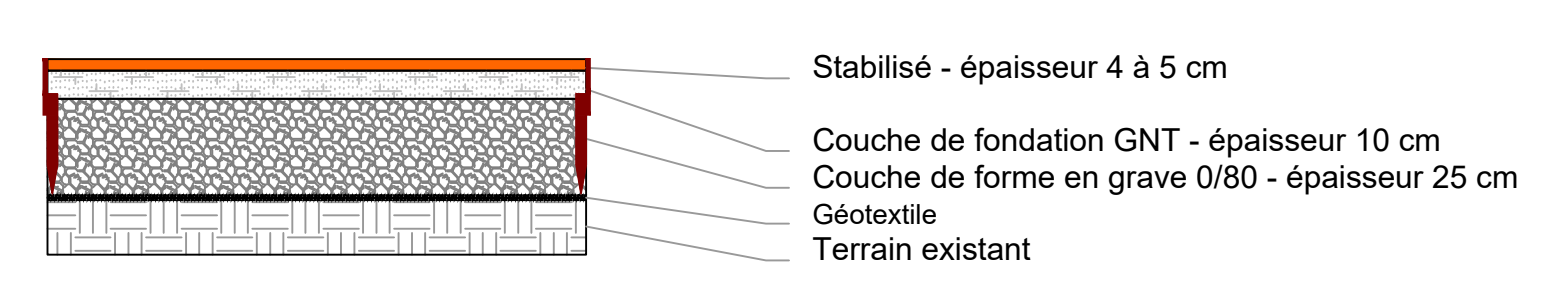 Stabilisé - épaisseur 4 à 5 cm
Couche de fondation GNT - épaisseur 10 cm
Couche de forme en grave 0/80 - épaisseur 25 cm
Géotextile
Terrain existant